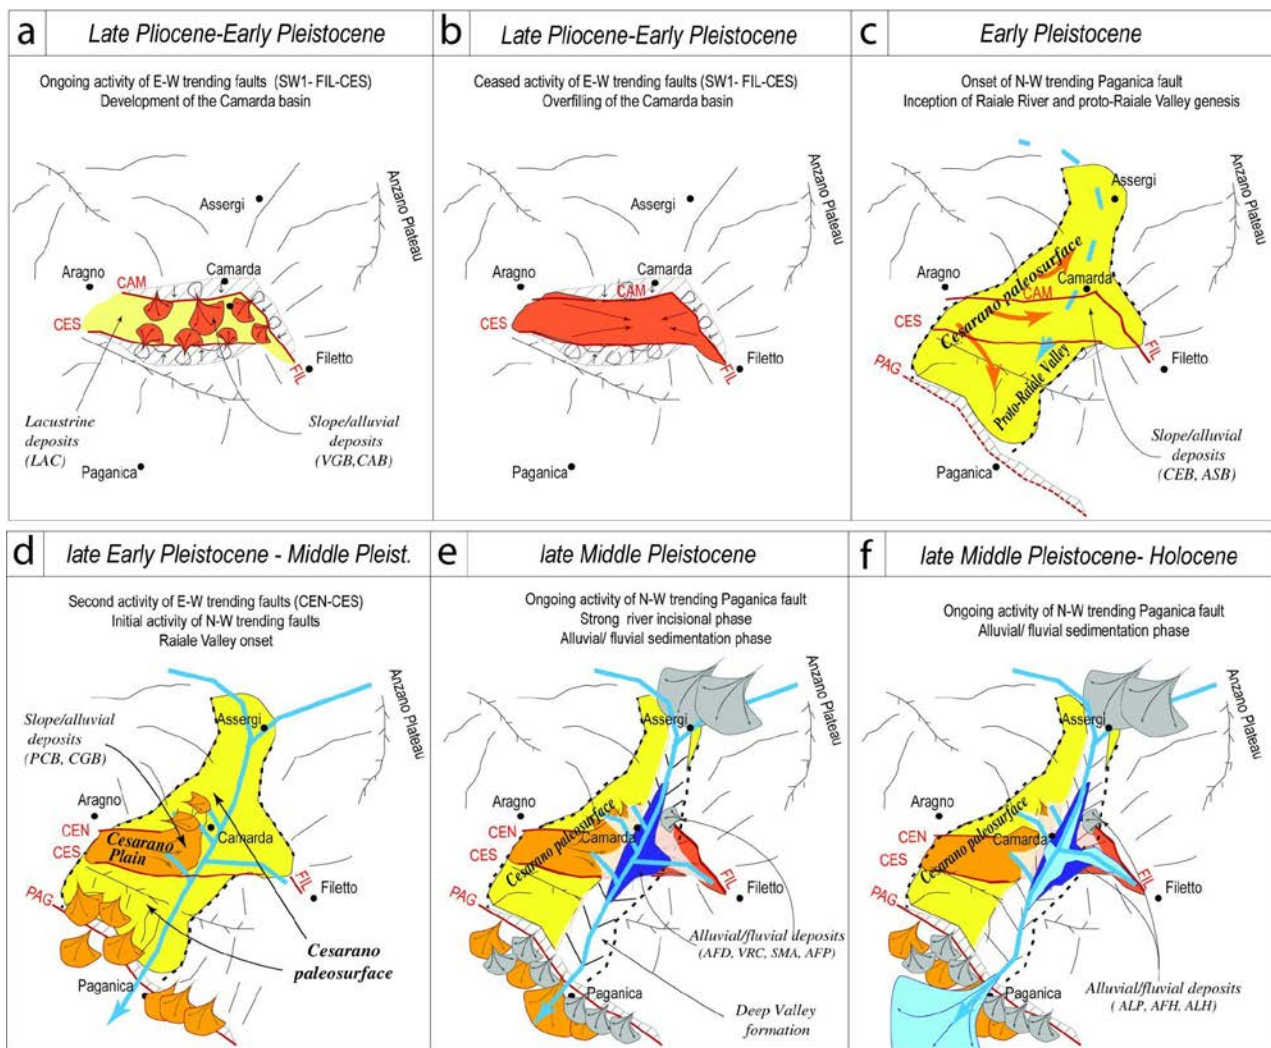 a
Late Pliocene-Early Pleistocene
Ongoing activity of E-W trending faults (SW1- FIL-CES)
Development of the Camarda basin
Anzano Plateau
Assergi
Aragno
Camarda
CAM
CES
Filetto
FIL
Lacustrine
deposits
(LAC)
Slope/alluvial
deposits
(VGB,CAB)
Paganica
b
Late Pliocene-Early Pleistocene
Ceased activity of E-W trending faults (SW1- FIL-CES)
Overfilling of the Camarda basin
Anzano Plateau
Assergi
Aragno
Camarda
CAM
CES
Filetto
FIL
Paganica
c
Early Pleistocene
Onset of N-W trending Paganica fault
Inception of Raiale River and proto-Raiale Valley genesis
Anzano Plateau
Assergi
Cesarano paleosurface
Aragno
Camarda
CAM
CES
Filetto
FIL
PAG
Proto-Raiale Valley
Slope/alluvial
deposits
(CEB, ASB)
Paganica
d
late Early Pleistocene - Middle Pleist.
Second activity of E-W trending faults (CEN-CES)
Initial activity of N-W trending faults
Raiale Valley onset
Anzano Plateau
Slope/alluvial
deposits
(PCB, CGB)
Assergi
Aragno
CEN
Camarda
CES
Cesarano
Plain
FIL
PAG
Filetto
Cesarano
paleosurface
Paganica
e
late Middle Pleistocene
Ongoing activity of N-W trending Paganica fault
Strong river incisional phase
Alluvial/ fluvial sedimentation phase
Anzano Plateau
Assergi
Aragno
Cesarano paleosurface
CEN
Camarda
CES
FIL
PAG
Filetto
Alluvial/fluvial deposits
(AFD, VRC, SMA, AFP)
Paganica
Deep Valley
formation
f
late Middle Pleistocene- Holocene
Ongoing activity of N-W trending Paganica fault
Alluvial/ fluvial sedimentation phase
Anzano Plateau
Assergi
Aragno
Cesarano paleosurface
CEN
Camarda
CES
FIL
PAG
Filetto
Paganica
Alluvial/fluvial deposits
( ALP, AFH, ALH)